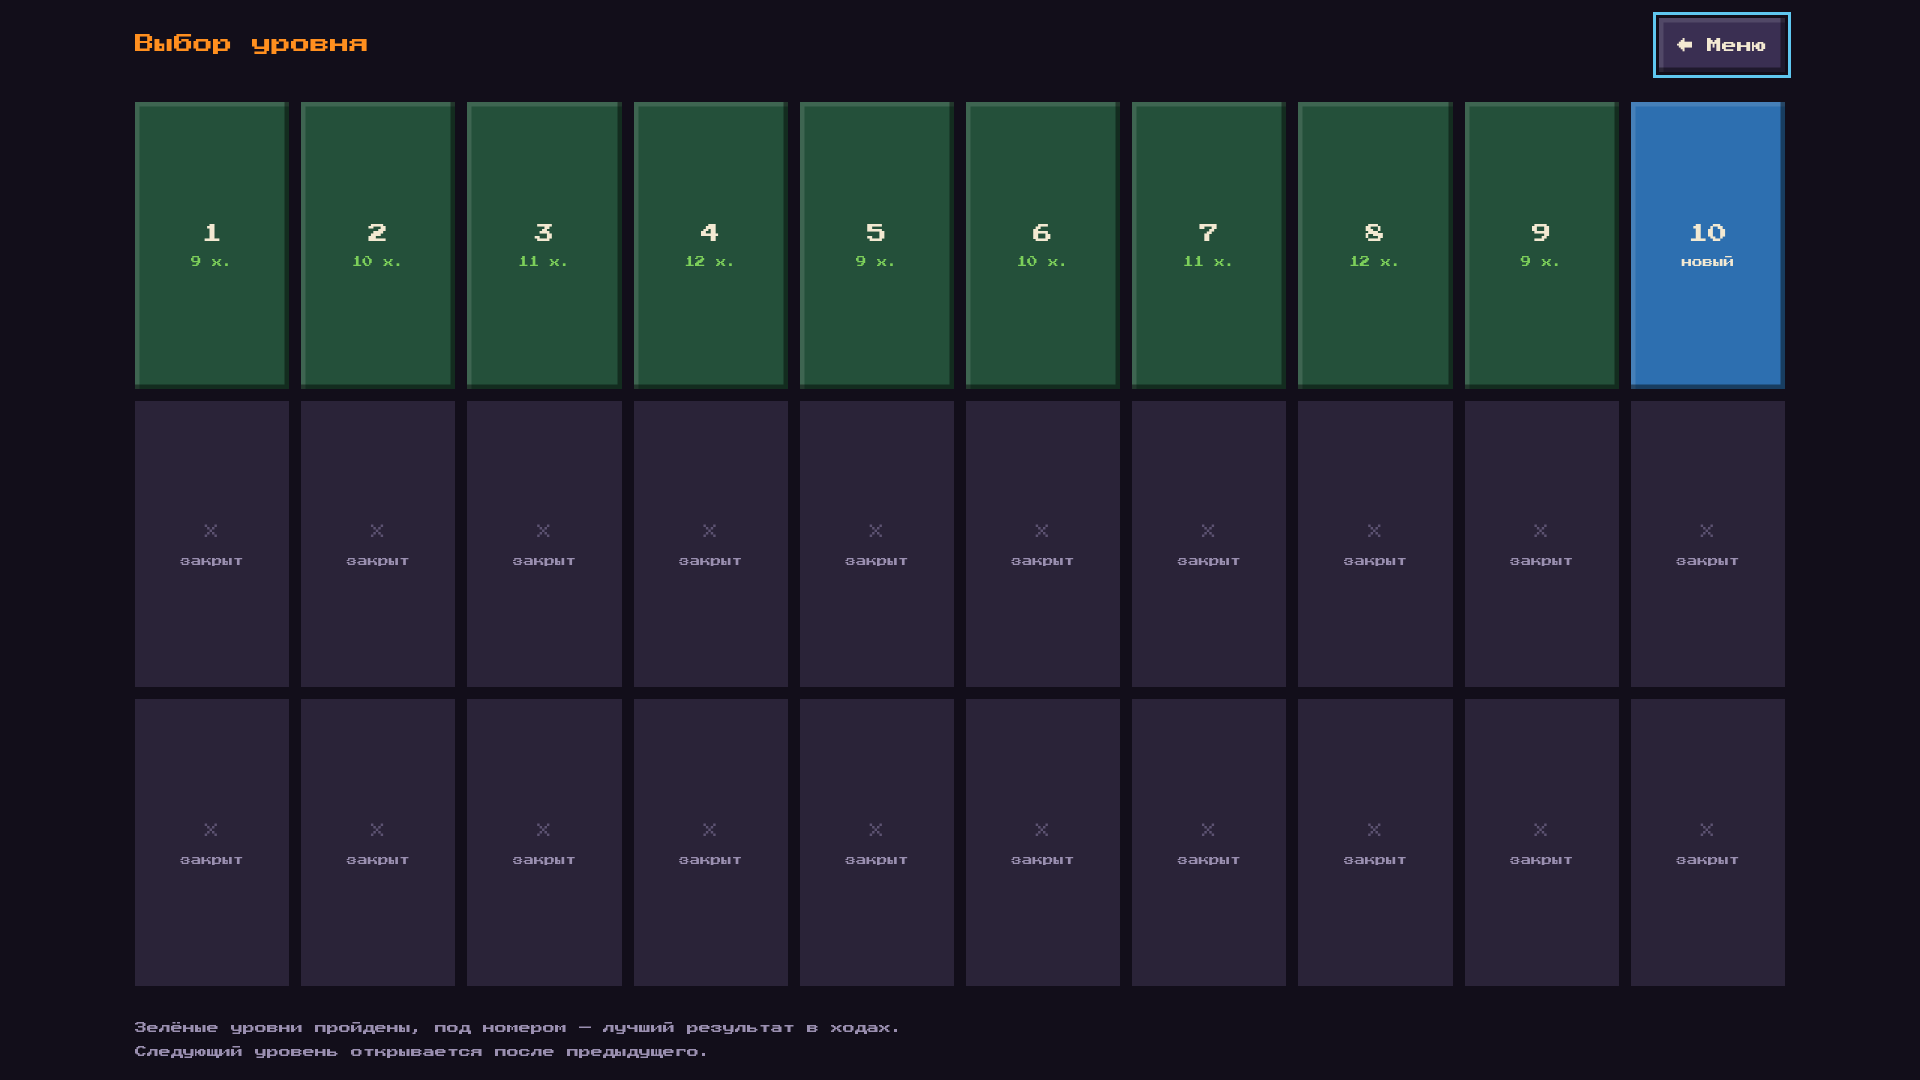 Выбор уровня
← Меню
1 2 3 4 5 6 7 8 9 10
9 х. 10 х. 11 х. 12 х. 9 х. 10 х. 11 х. 12 х. 9 х. новый
× × × × × × × × × ×
закрыт закрыт закрыт закрыт закрыт закрыт закрыт закрыт закрыт закрыт
× × × × × × × × × ×
закрыт закрыт закрыт закрыт закрыт закрыт закрыт закрыт закрыт закрыт
Зелёные уровни пройдены, под номером — лучший результат в ходах.
Следующий уровень открывается после предыдущего.